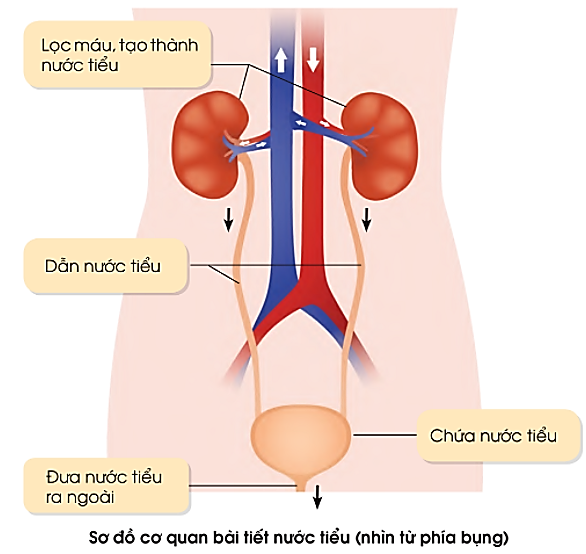 Lọc máu, tạo thành
nước tiểu
Dẫn nước tiểu
Chứa nước tiểu
Đưa nước tiểu
ra ngoài
Sơ đồ cơ quan bài tiết nước tiểu (nhìn từ phía bụng)